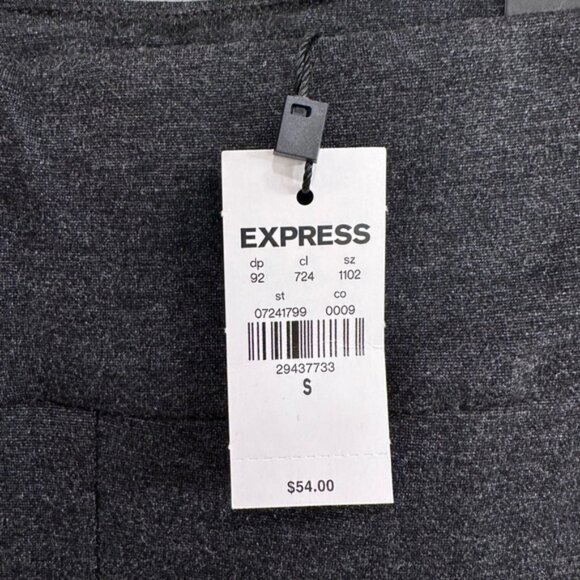 EXPRESS
dp cl sz
92 724 1102
st co
07241799 0009
29437733
S
$54.00